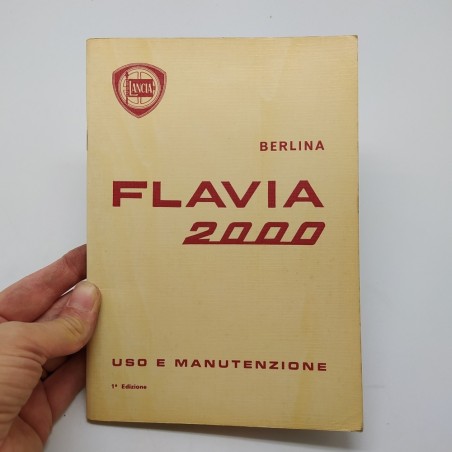 LANCIA
BERLINA
FLAVIA
2000
USO E MANUTENZIONE
1ª Edizione